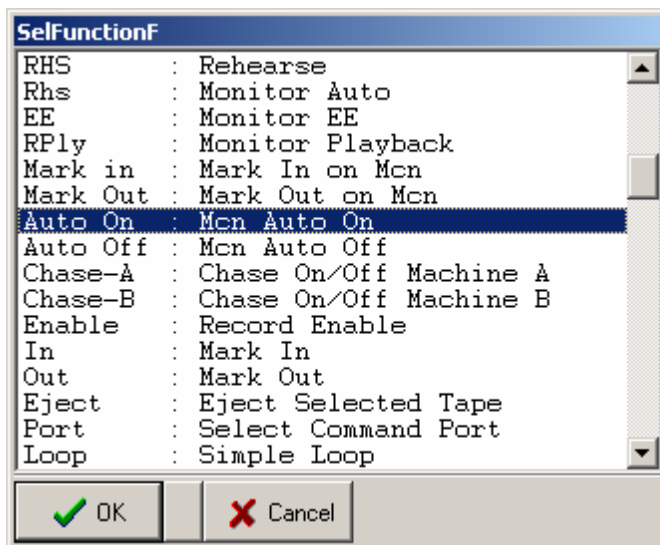 SelFunctionF
RHS : Rehearse
Rhs : Monitor Auto
EE : Monitor EE
RPly : Monitor Playback
Mark in : Mark In on Mcn
Mark Out : Mark Out on Mcn
Auto On : Mcn Auto On
Auto Off : Mcn Auto Off
Chase-A : Chase On/Off Machine A
Chase-B : Chase On/Off Machine B
Enable : Record Enable
In : Mark In
Out : Mark Out
Eject : Eject Selected Tape
Port : Select Command Port
Loop : Simple Loop
OK Cancel